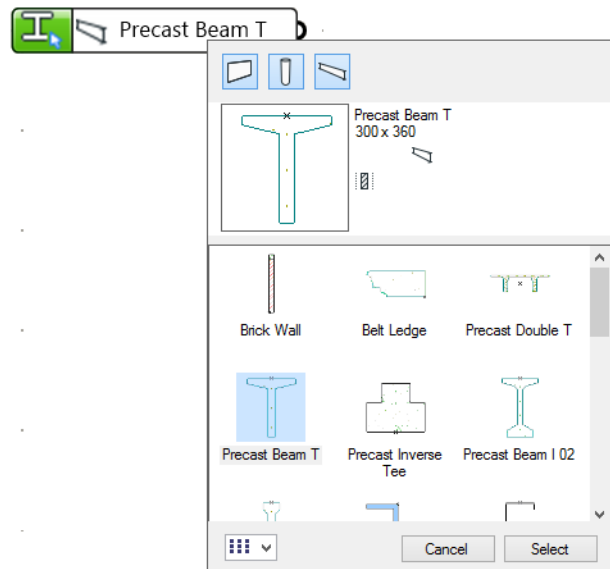 Precast Beam T
Precast Beam T
300 x 360
Brick Wall
Belt Ledge
Precast Double T
Precast Beam T
Precast Inverse
Tee
Precast Beam I 02
Cancel
Select